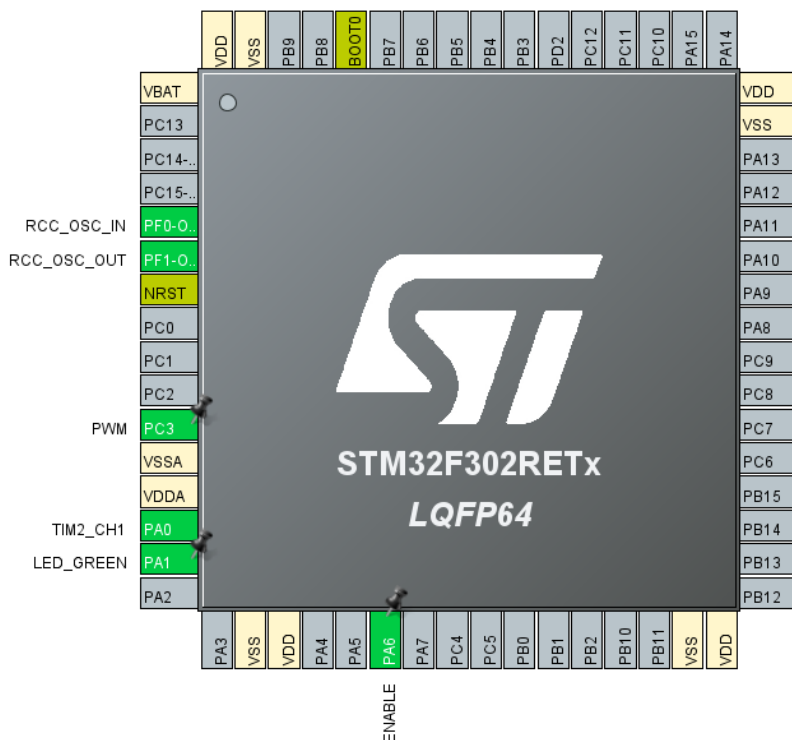 VDD
VSS
PB9
PB8
BOOT0
PB7
PB6
PB5
PB4
PB3
PD2
PC12
PC11
PC10
PA15
PA14
VBAT
PC13
PC14-..
PC15-..
RCC_OSC_IN PF0-O..
RCC_OSC_OUT PF1-O..
NRST
PC0
PC1
PC2
PWM PC3
VSSA
VDDA
TIM2_CH1 PA0
LED_GREEN PA1
PA2
ST
STM32F302RETx
LQFP64
VDD
VSS
PA13
PA12
PA11
PA10
PA9
PA8
PC9
PC8
PC7
PC6
PB15
PB14
PB13
PB12
PA3
VSS
VDD
PA4
PA5
PA6
PA7
PC4
PC5
PB0
PB1
PB2
PB10
PB11
VSS
VDD
ENABLE